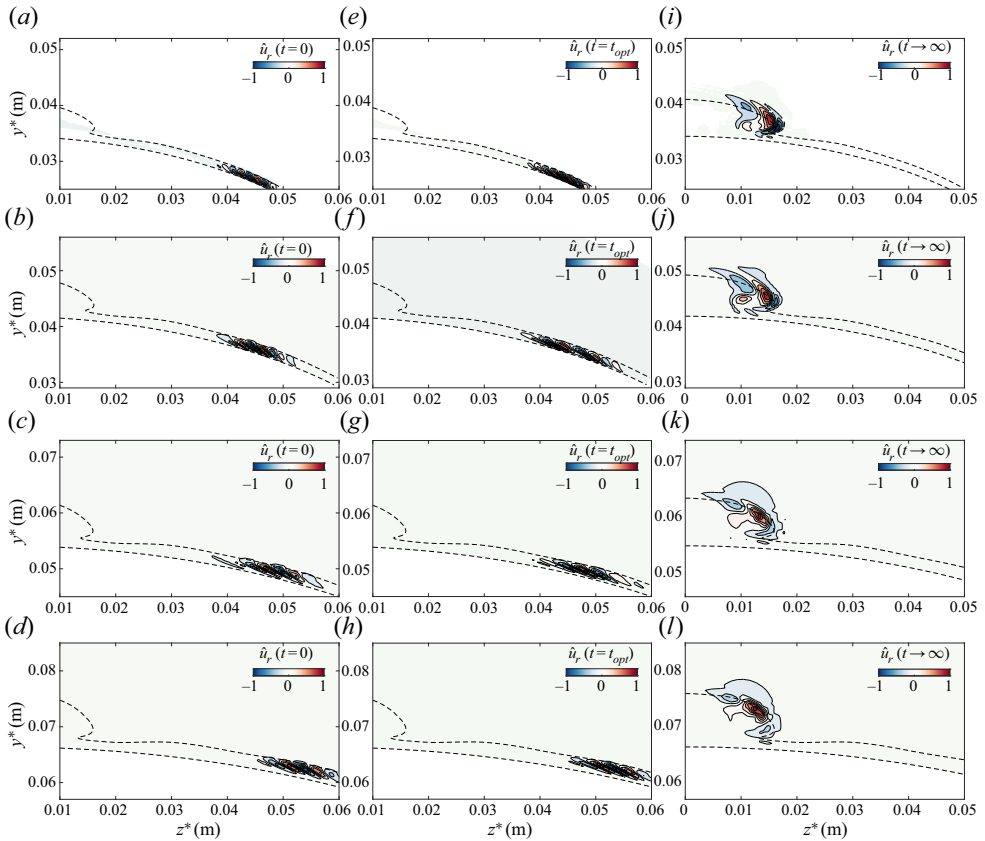 (a) (e) (i)
0.05 û_r (t=0) 0.05 û_r (t=t_opt) 0.05 û_r (t→∞)
−1 0 1 −1 0 1 −1 0 1
y* (m) 0.04 0.04 0.04
0.03 0.03 0.03
0.01 0.02 0.03 0.04 0.05 0.06 0.01 0.02 0.03 0.04 0.05 0.06 0 0.01 0.02 0.03 0.04 0.05
(b) (f) (j)
û_r (t=0) û_r (t=t_opt) û_r (t→∞)
0.05 −1 0 1 0.05 −1 0 1 0.05 −1 0 1
y* (m) 0.04 0.04 0.04
0.03 0.03 0.03
0.01 0.02 0.03 0.04 0.05 0.06 0.01 0.02 0.03 0.04 0.05 0.06 0 0.01 0.02 0.03 0.04 0.05
(c) (g) (k)
0.07 û_r (t=0) 0.07 û_r (t=t_opt) 0.07 û_r (t→∞)
−1 0 1 −1 0 1 −1 0 1
y* (m) 0.06 0.06 0.06
0.05 0.05 0.05
0.01 0.02 0.03 0.04 0.05 0.06 0.01 0.02 0.03 0.04 0.05 0.06 0 0.01 0.02 0.03 0.04 0.05
(d) (h) (l)
0.08 û_r (t=0) 0.08 û_r (t=t_opt) 0.08 û_r (t→∞)
−1 0 1 −1 0 1 −1 0 1
y* (m) 0.07 0.07 0.07
0.06 0.06 0.06
0.01 0.02 0.03 0.04 0.05 0.06 0.01 0.02 0.03 0.04 0.05 0.06 0 0.01 0.02 0.03 0.04 0.05
z* (m) z* (m) z* (m)